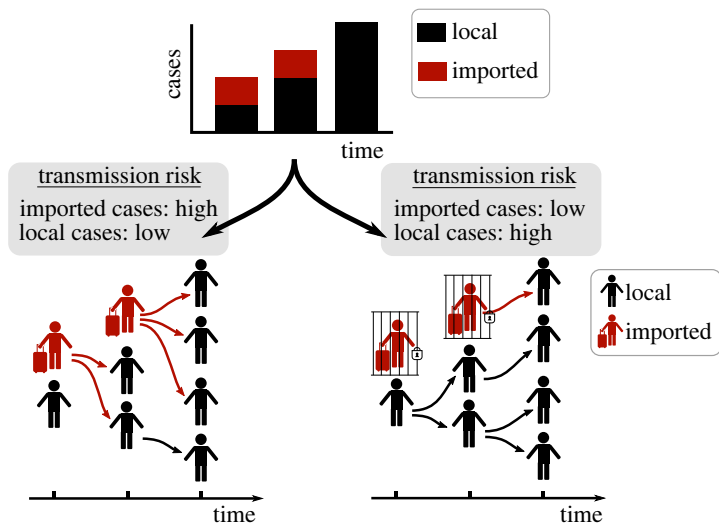 local
imported
cases
time
transmission risk
imported cases: high
local cases: low
transmission risk
imported cases: low
local cases: high
local
imported
time
time